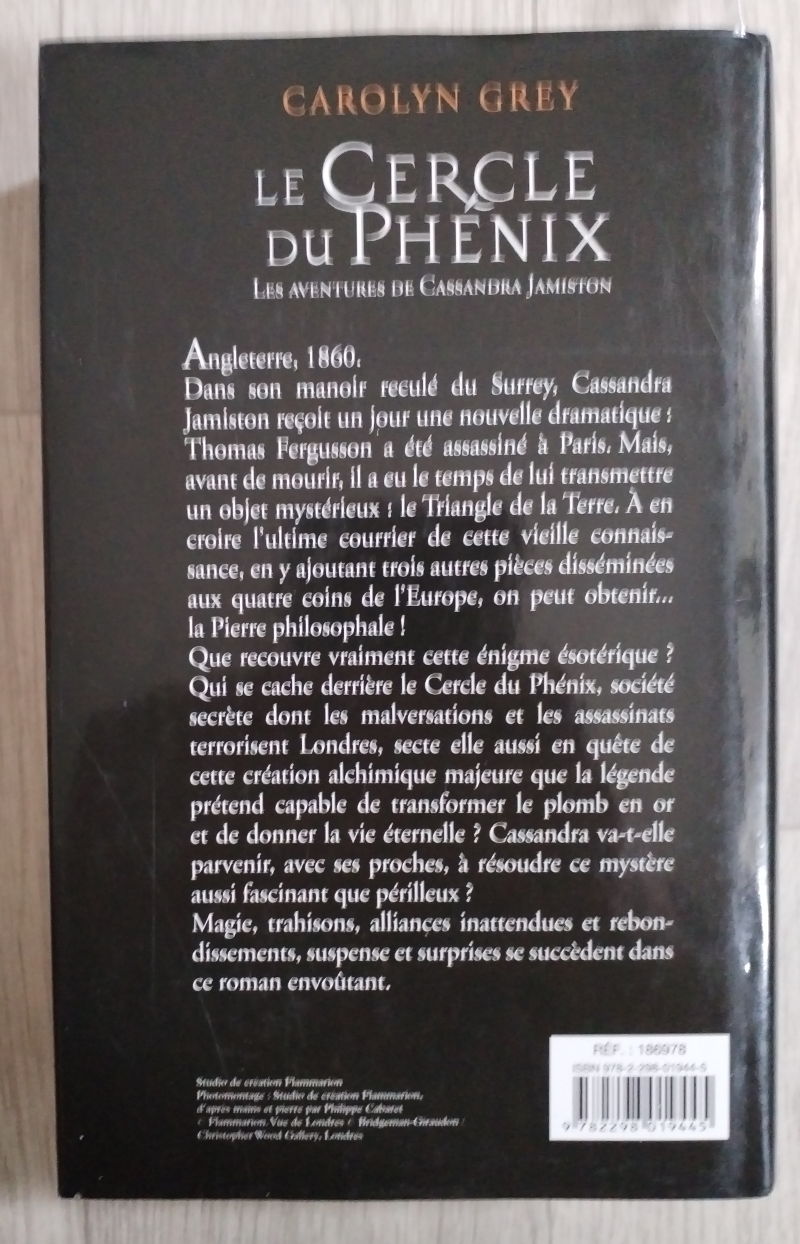 CAROLYN GREY
LE CERCLE
DU PHÉNIX
LES AVENTURES DE CASSANDRA JAMISTON
Angleterre, 1860.
Dans son manoir reculé du Surrey, Cassandra
Jamiston reçoit un jour une nouvelle dramatique :
Thomas Fergusson a été assassiné à Paris. Mais,
avant de mourir, il a eu le temps de lui transmettre
un objet mystérieux : le Triangle de la Terre. À en
croire l'ultime courrier de cette vieille connais-
sance, en y ajoutant trois autres pièces disséminées
aux quatre coins de l'Europe, on peut obtenir...
la Pierre philosophale !
Que recouvre vraiment cette énigme ésotérique ?
Qui se cache derrière le Cercle du Phénix, société
secrète dont les malversations et les assassinats
terrorisent Londres, secte elle aussi en quête de
cette création alchimique majeure que la légende
prétend capable de transformer le plomb en or
et de donner la vie éternelle ? Cassandra va-t-elle
parvenir, avec ses proches, à résoudre ce mystère
aussi fascinant que périlleux ?
Magie, trahisons, alliances inattendues et rebon-
dissements, suspense et surprises se succèdent dans
ce roman envoûtant.
RÉF. : 186978
ISBN 978-2-298-01944-5
9 782298 019445
Studio de création Flammarion
Photomontage : Studio de création Flammarion,
d'après mains et pierre par Philippe Cabaret
© Flammarion. Vue de Londres © Bridgeman-Giraudon /
Christopher Wood Gallery, Londres